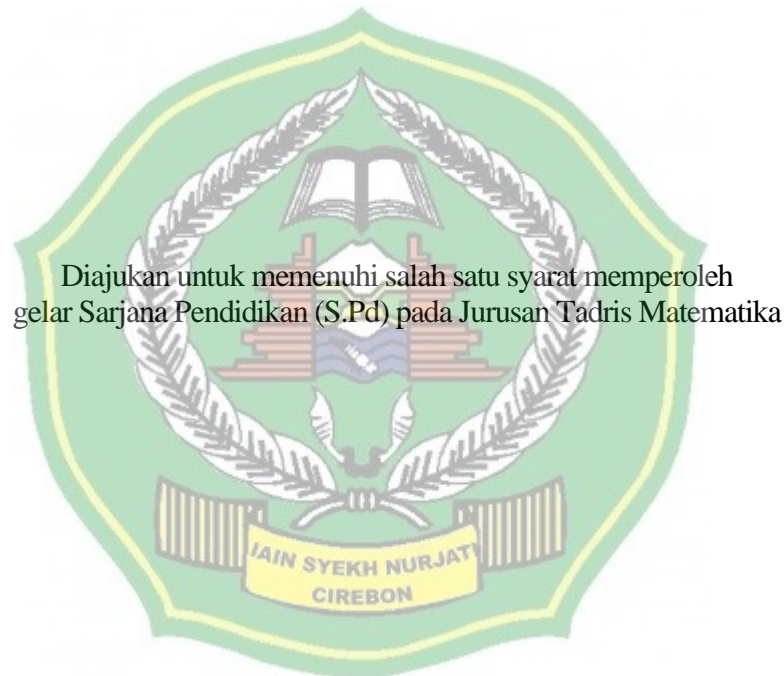 Diajukan untuk memenuhi salah satu syarat memperoleh
gelar Sarjana Pendidikan (S.Pd) pada Jurusan Tadris Matematika
IAIN SYEKH NURJATI
CIREBON